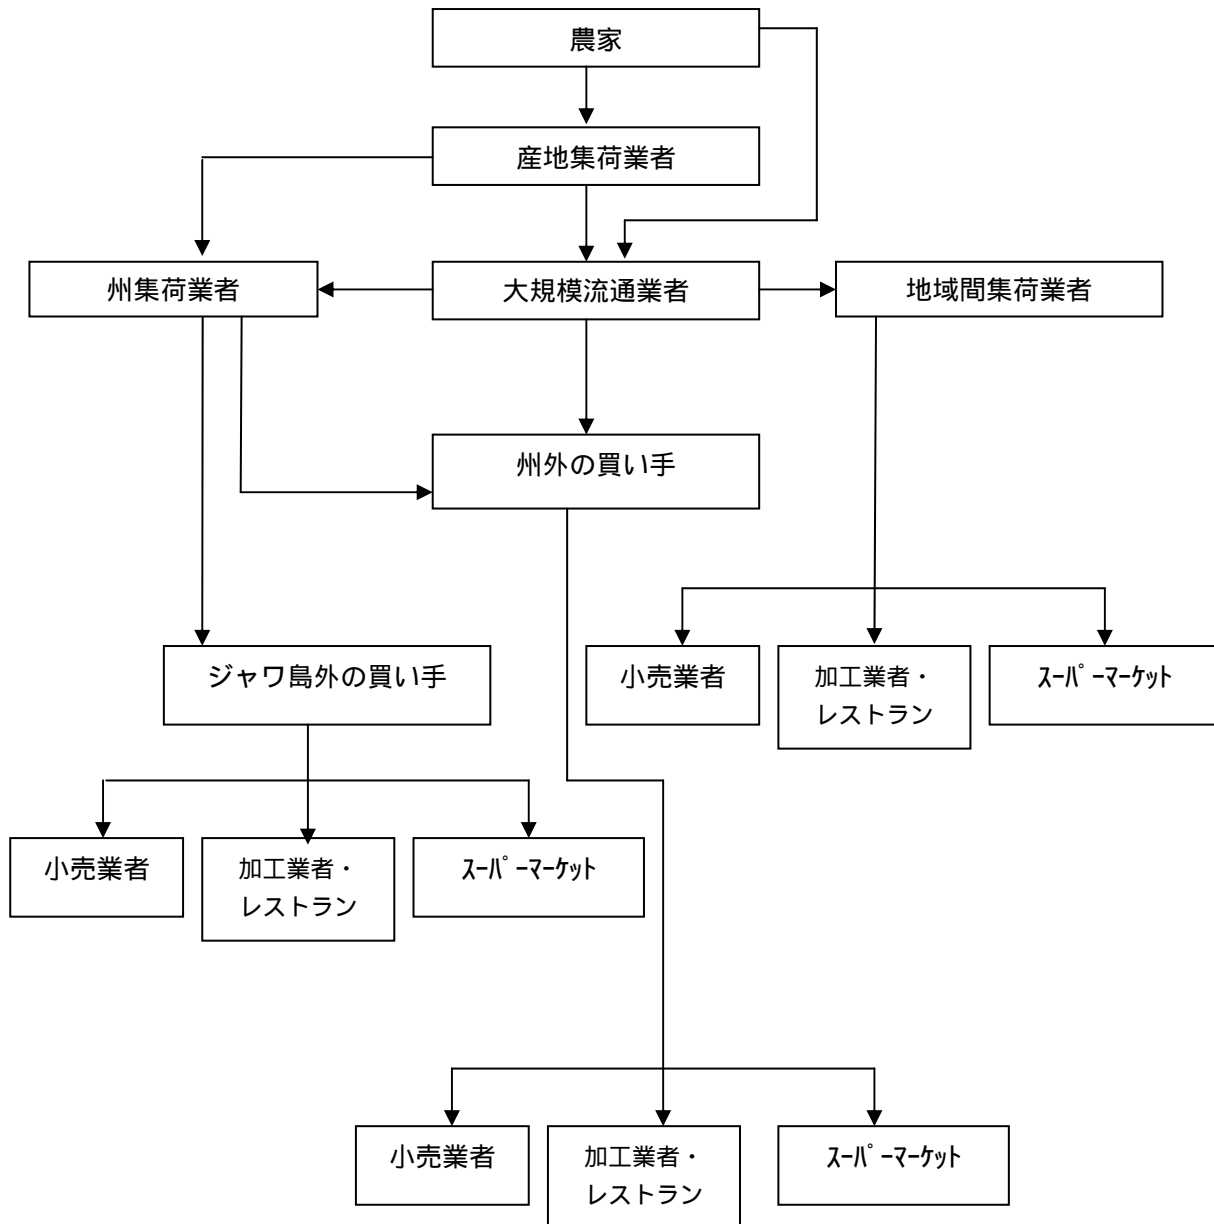 農家
産地集荷業者
州集荷業者
大規模流通業者
地域間集荷業者
州外の買い手
ジャワ島外の買い手
小売業者
加工業者・
レストラン
ｽｰﾊﾟｰﾏｰｹｯﾄ
小売業者
加工業者・
レストラン
ｽｰﾊﾟｰﾏｰｹｯﾄ
小売業者
加工業者・
レストラン
ｽｰﾊﾟｰﾏｰｹｯﾄ